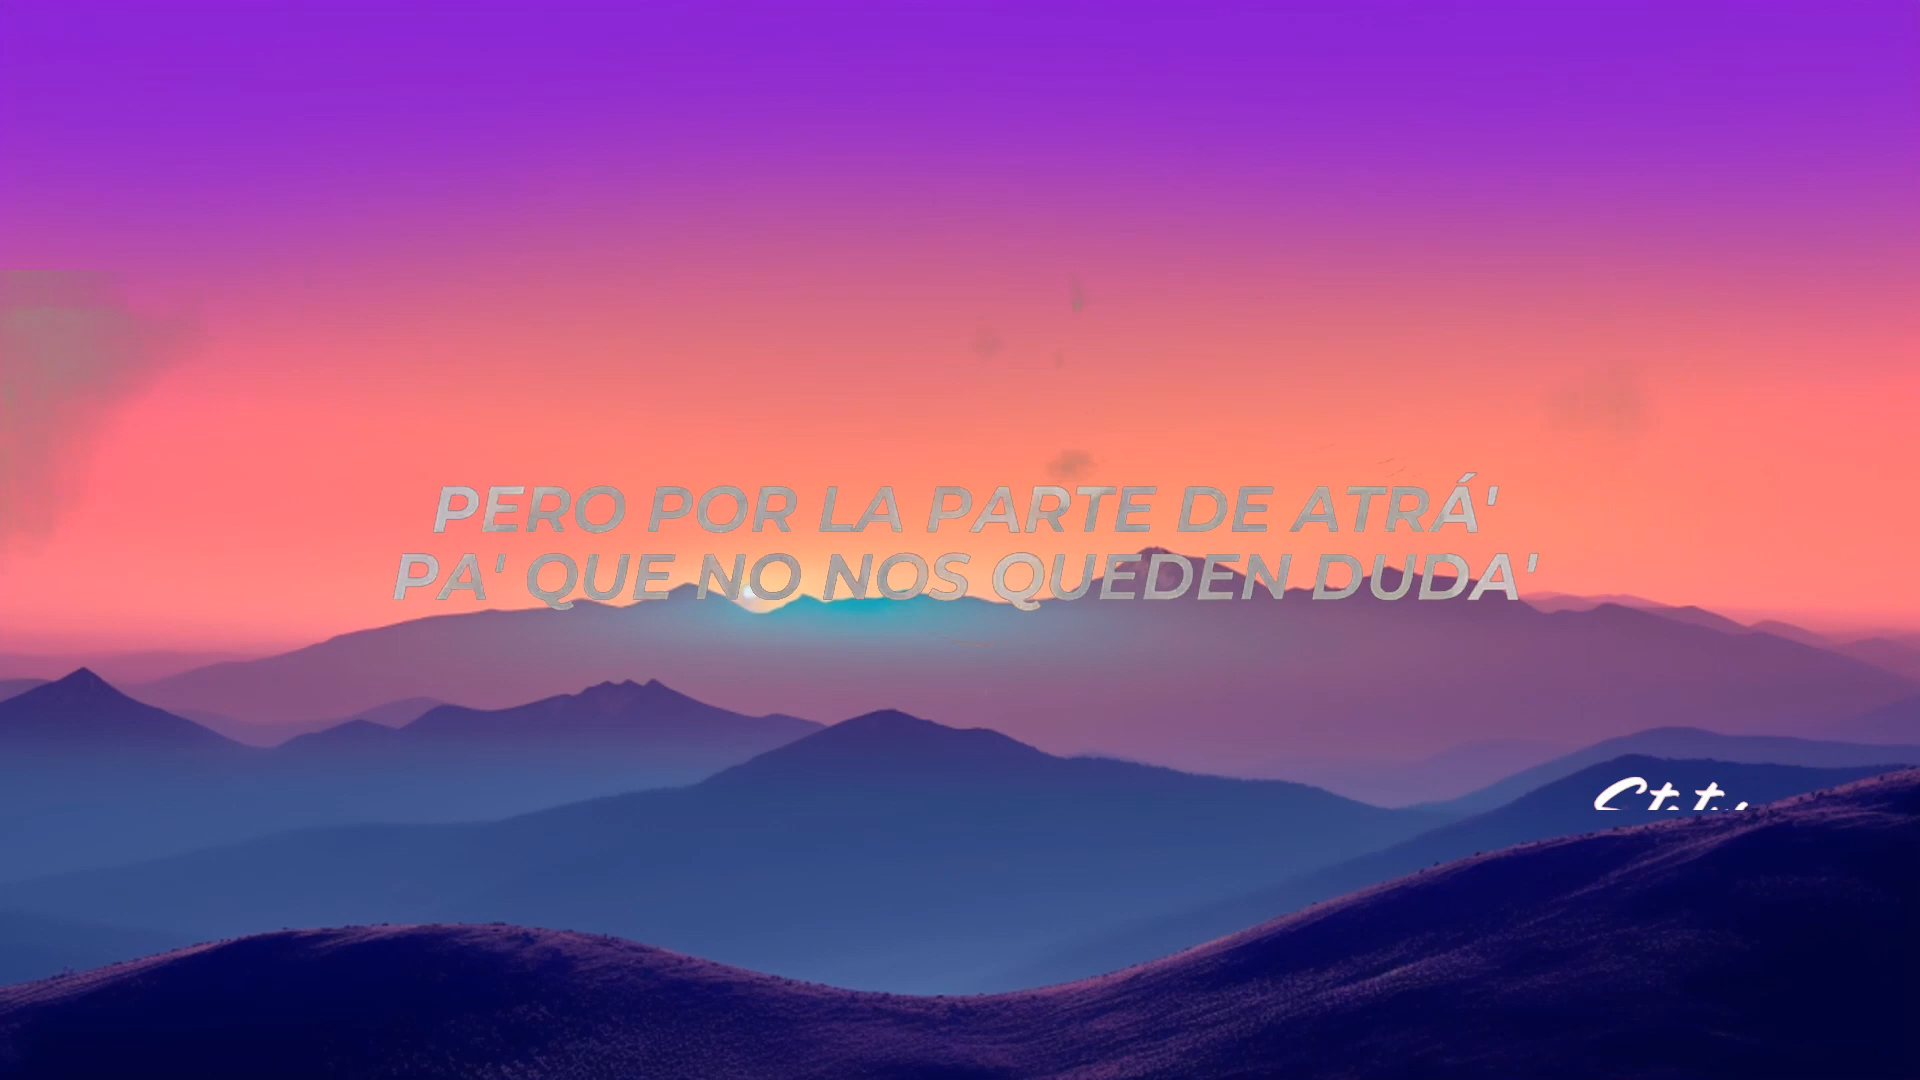 PERO POR LA PARTE DE ATRÁ'
PA' QUE NO NOS QUEDEN DUDA'